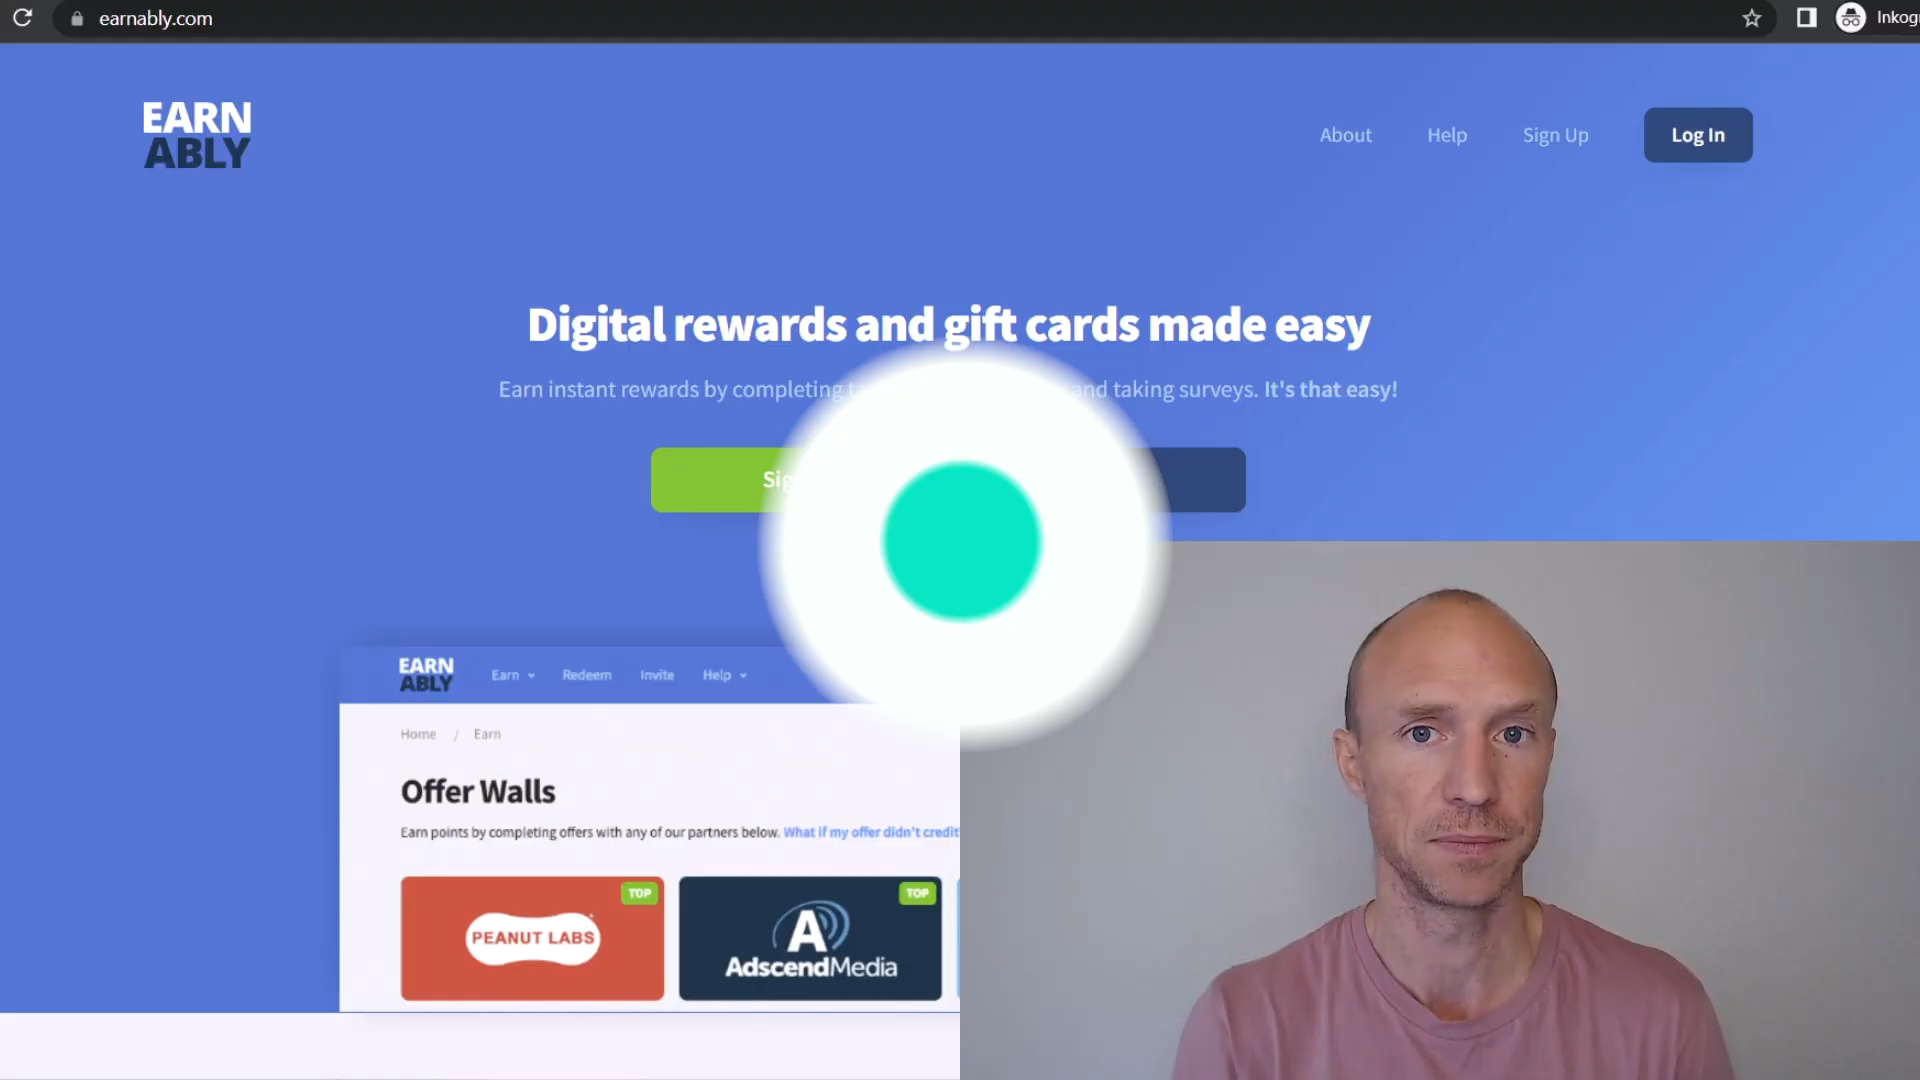 earnably.com
Inkog
EARN
ABLY
About
Help
Sign Up
Log In
Digital rewards and gift cards made easy
Earn instant rewards by completing and taking surveys. It's that easy!
EARN
ABLY
Earn
Redeem
Invite
Help
Home / Earn
Offer Walls
Earn points by completing offers with any of our partners below. What if my offer didn't credit
TOP
PEANUT LABS
TOP
A
AdscendMedia